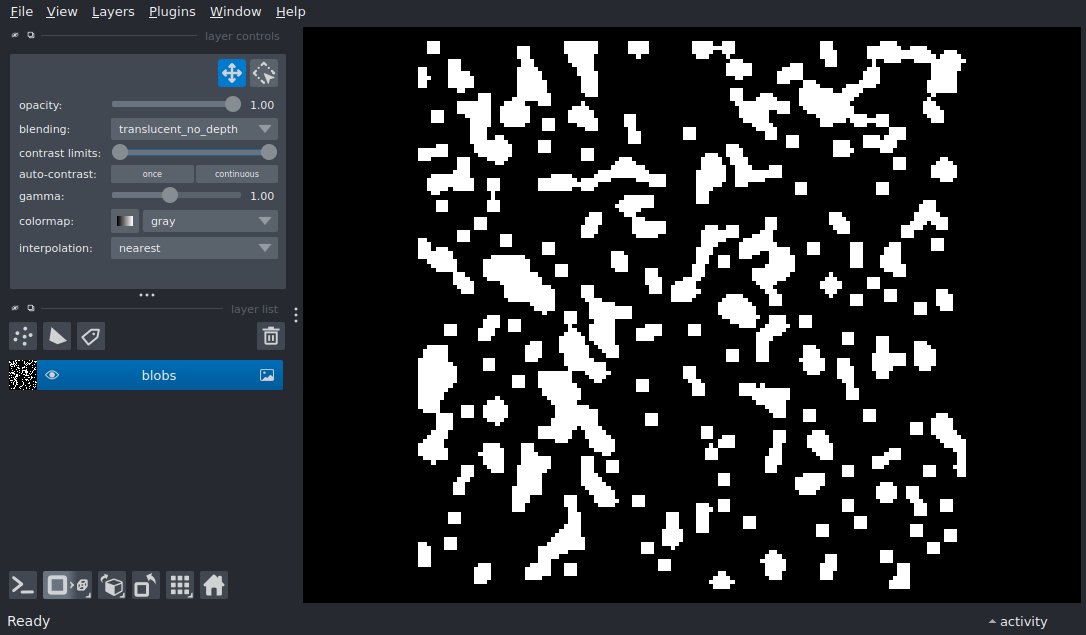 File View Layers Plugins Window Help
layer controls
opacity: 1.00
blending: translucent_no_depth
contrast limits:
auto-contrast: once continuous
gamma: 1.00
colormap: gray
interpolation: nearest
layer list
blobs
Ready activity